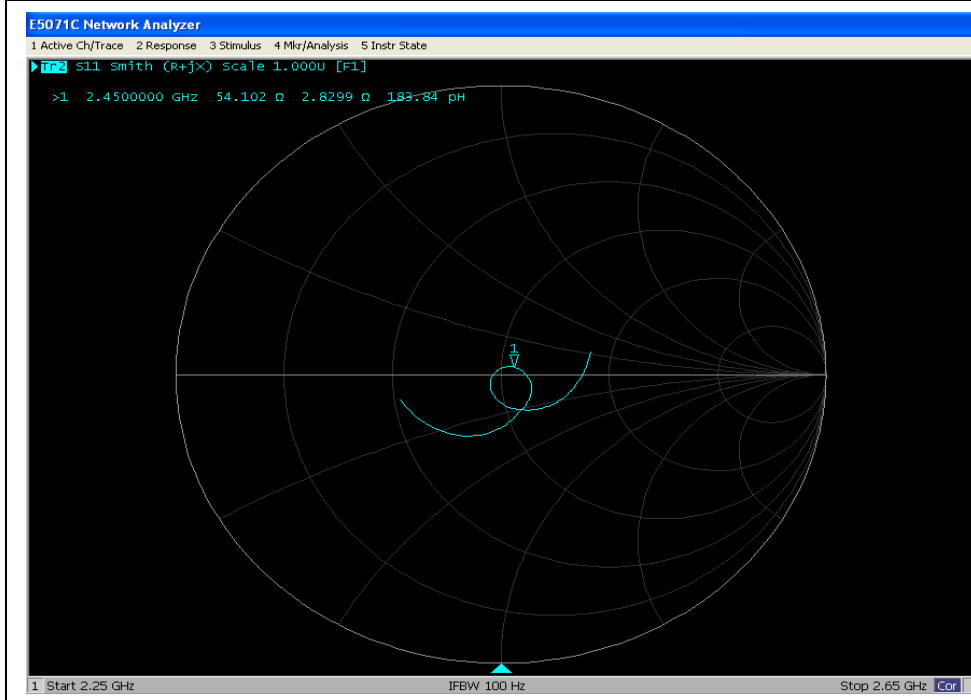 E5071C Network Analyzer
1 Active Ch/Trace 2 Response 3 Stimulus 4 Mkr/Analysis 5 Instr State
Tr2 S11 Smith (R+jX) Scale 1.000U [F1]
>1 2.4500000 GHz 54.102 Ω 2.8299 Ω 183.84 pH
1
1 Start 2.25 GHz IFBW 100 Hz Stop 2.65 GHz Cor